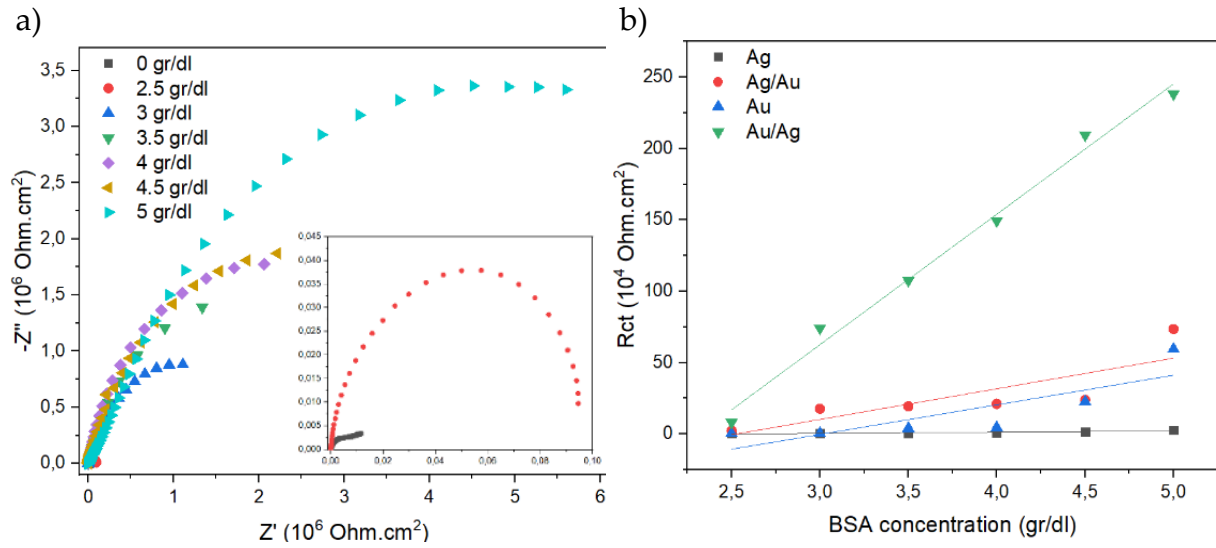 a)
0 gr/dl
2.5 gr/dl
3 gr/dl
3.5 gr/dl
4 gr/dl
4.5 gr/dl
5 gr/dl
3,5
3,0
2,5
2,0
1,5
1,0
0,5
0,0
-Z'' (10⁶ Ohm.cm²)
0 1 2 3 4 5 6
Z' (10⁶ Ohm.cm²)
0,045
0,040
0,035
0,030
0,025
0,020
0,015
0,010
0,005
0,000
0,00 0,02 0,04 0,06 0,08 0,10
b)
Ag
Ag/Au
Au
Au/Ag
250
200
150
100
50
0
Rct (10⁴ Ohm.cm²)
2,5 3,0 3,5 4,0 4,5 5,0
BSA concentration (gr/dl)